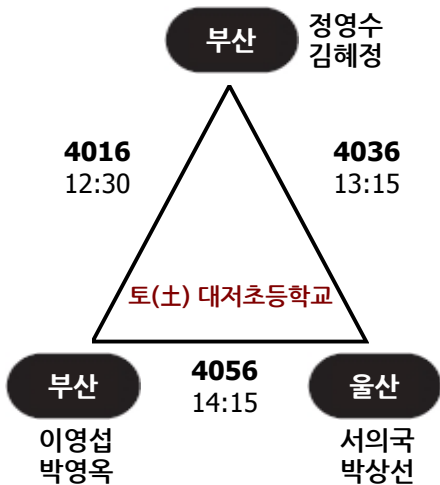 부산
정영수
김혜정
4016
12:30
4036
13:15
토(土) 대저초등학교
부산
4056
14:15
울산
이영섭
박영옥
서의국
박상선